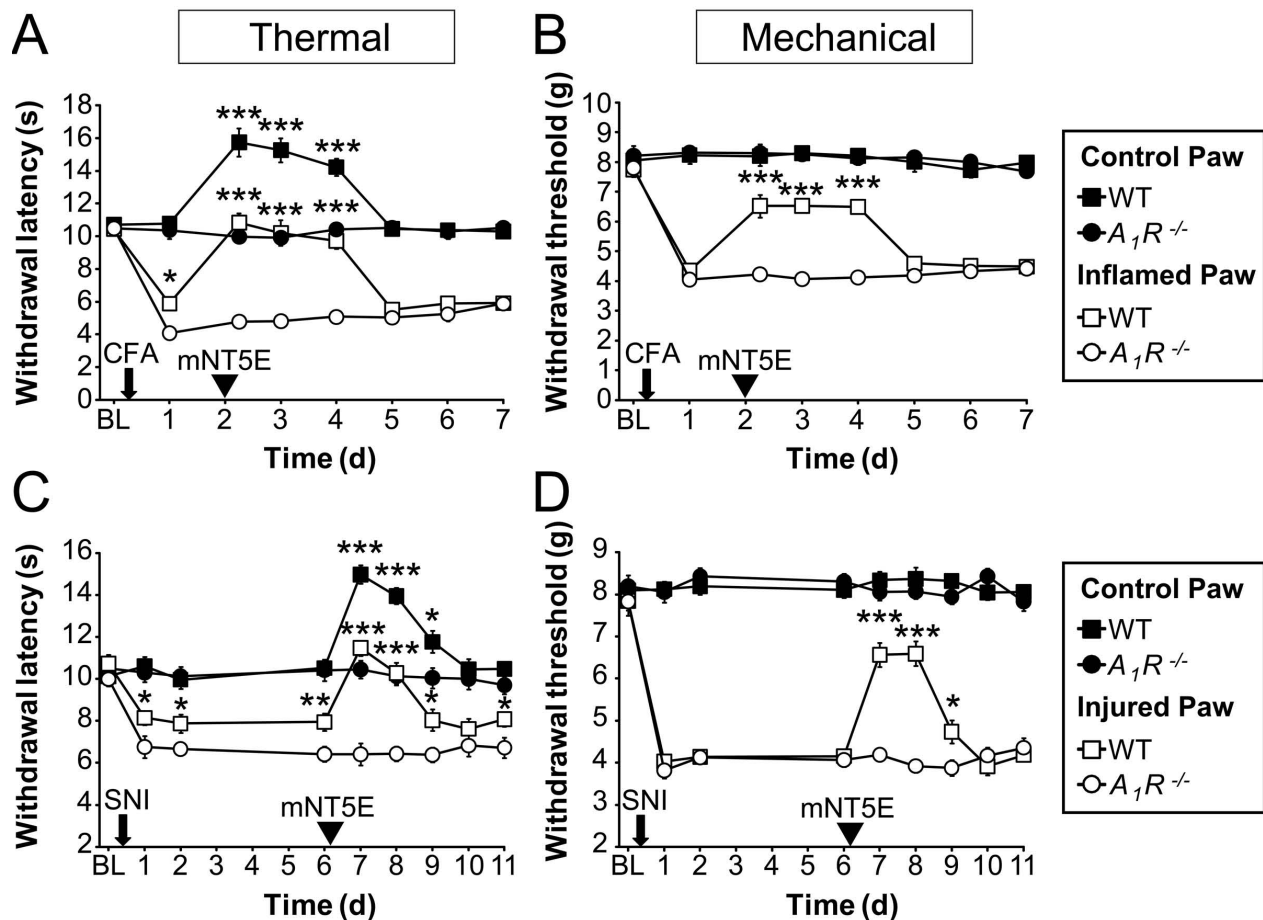 A
Thermal
Withdrawal latency (s)
18
16
14
12
10
8
6
4
2
0
***
***
***
***
***
***
*
CFA
mNT5E
BL 1 2 3 4 5 6 7
Time (d)
B
Mechanical
Withdrawal threshold (g)
10
9
8
7
6
5
4
3
2
1
0
***
***
***
CFA
mNT5E
BL 1 2 3 4 5 6 7
Time (d)
Control Paw
WT
A1R -/-
Inflamed Paw
WT
A1R -/-
C
Withdrawal latency (s)
16
14
12
10
8
6
4
2
***
***
*
***
***
* * ** * *
SNI
mNT5E
BL 1 2 3 4 5 6 7 8 9 10 11
Time (d)
D
Withdrawal threshold (g)
9
8
7
6
5
4
3
2
***
***
*
SNI
mNT5E
BL 1 2 3 4 5 6 7 8 9 10 11
Time (d)
Control Paw
WT
A1R -/-
Injured Paw
WT
A1R -/-